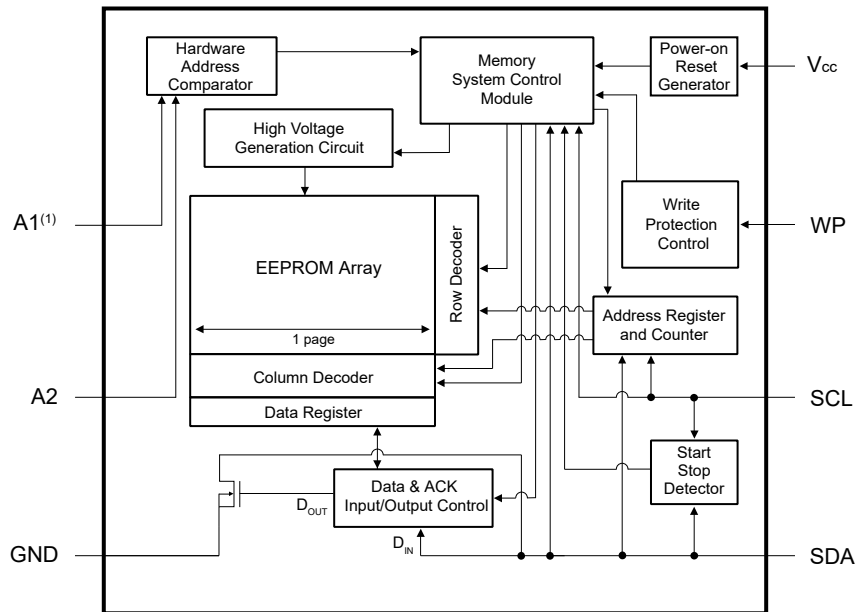 Hardware
Address
Comparator
Memory
System Control
Module
Power-on
Reset
Generator
Vcc
High Voltage
Generation Circuit
A1(1)
EEPROM Array
1 page
Row Decoder
Write
Protection
Control
WP
Address Register
and Counter
Column Decoder
Data Register
A2
SCL
Start
Stop
Detector
Data & ACK
Input/Output Control
DOUT
DIN
GND
SDA